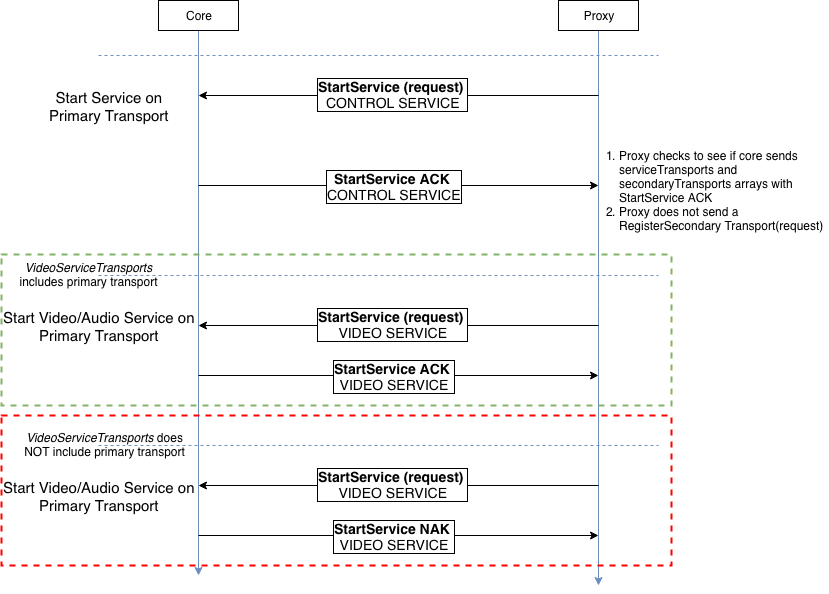 Core
Proxy
Start Service on
Primary Transport
StartService (request)
CONTROL SERVICE
StartService ACK
CONTROL SERVICE
1. Proxy checks to see if core sends
serviceTransports and
secondaryTransports arrays with
StartService ACK
2. Proxy does not send a
RegisterSecondary Transport(request)
VideoServiceTransports
includes primary transport
Start Video/Audio Service on
Primary Transport
StartService (request)
VIDEO SERVICE
StartService ACK
VIDEO SERVICE
VideoServiceTransports does
NOT include primary transport
Start Video/Audio Service on
Primary Transport
StartService (request)
VIDEO SERVICE
StartService NAK
VIDEO SERVICE